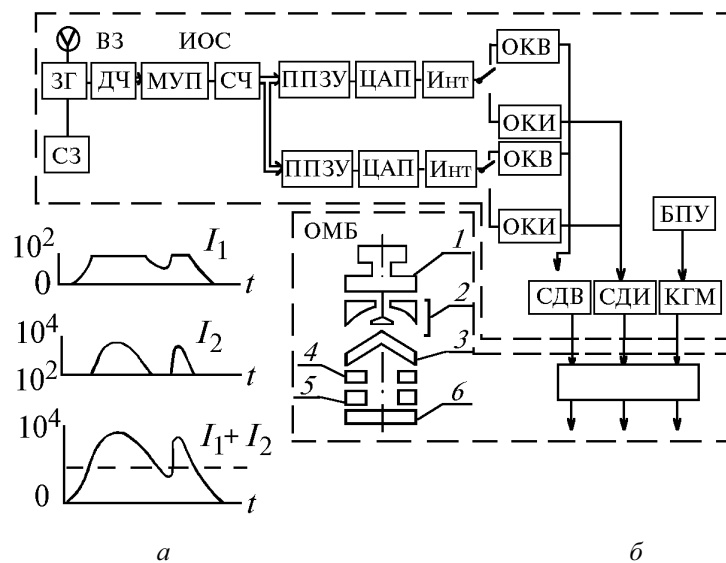 ВЗ ИОС
ЗГ ДЧ МУП СЧ ППЗУ ЦАП Инт ОКВ
ОКИ
СЗ ППЗУ ЦАП Инт ОКВ
ОКИ
БПУ
ОМБ
СДВ СДИ КГМ
1
2
3
4
5
6
10² I₁
0 t
10⁴ I₂
10² t
10⁴ I₁ + I₂
0 t
а б